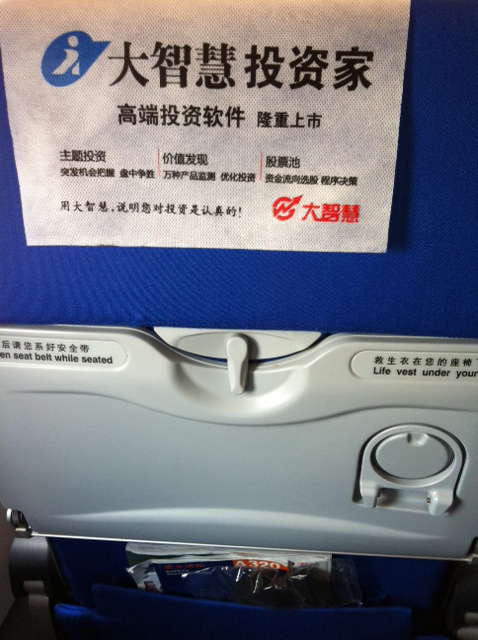 大智慧投资家
高端投资软件 隆重上市
主题投资 价值发现 股票池
突发机会把握 盘中争胜 万种产品监测 优化投资 资金流向选股 程序决策
用大智慧,说明您对投资是认真的!
大智慧
后请您系好安全带
en seat belt while seated
救生衣在您的座椅
Life vest under your
A320